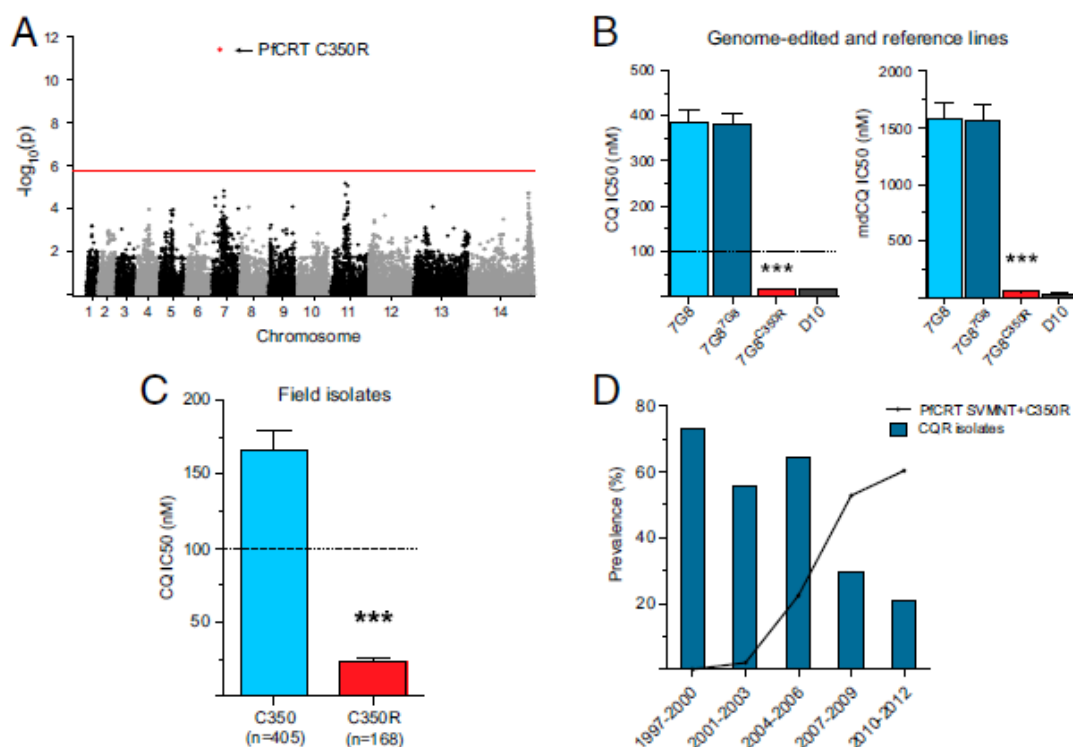 A
12
10
8
6
4
2
-log10(p)
PfCRT C350R
1 2 3 4 5 6 7 8 9 10 11 12 13 14
Chromosome
B
Genome-edited and reference lines
500
400
300
200
100
CQ IC50 (nM)
***
7G8
7G8^7G8
7G8^C350R
D10
2000
1500
1000
500
mdCQ IC50 (nM)
***
7G8
7G8^7G8
7G8^C350R
D10
C
Field isolates
200
150
100
50
CQ IC50 (nM)
***
C350
(n=405)
C350R
(n=168)
D
80
60
40
20
Prevalence (%)
PfCRT SVMNT+C350R
CQR isolates
1997-2000
2001-2003
2004-2006
2007-2009
2010-2012